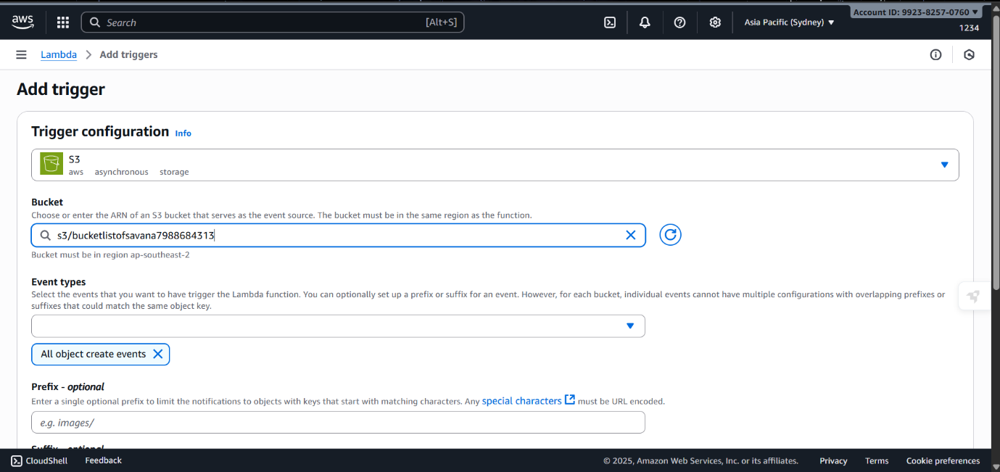 aws
Search [Alt+S]
Asia Pacific (Sydney)
Account ID: 9923-8257-0760
1234
Lambda > Add triggers
Add trigger
Trigger configuration Info
S3
aws asynchronous storage
Bucket
Choose or enter the ARN of an S3 bucket that serves as the event source. The bucket must be in the same region as the function.
s3/bucketlistofsavana7988684313
Bucket must be in region ap-southeast-2
Event types
Select the events that you want to have trigger the Lambda function. You can optionally set up a prefix or suffix for an event. However, for each bucket, individual events cannot have multiple configurations with overlapping prefixes or
suffixes that could match the same object key.
All object create events
Prefix - optional
Enter a single optional prefix to limit the notifications to objects with keys that start with matching characters. Any special characters must be URL encoded.
e.g. images/
Suffix - optional
CloudShell Feedback © 2025, Amazon Web Services, Inc. or its affiliates. Privacy Terms Cookie preferences